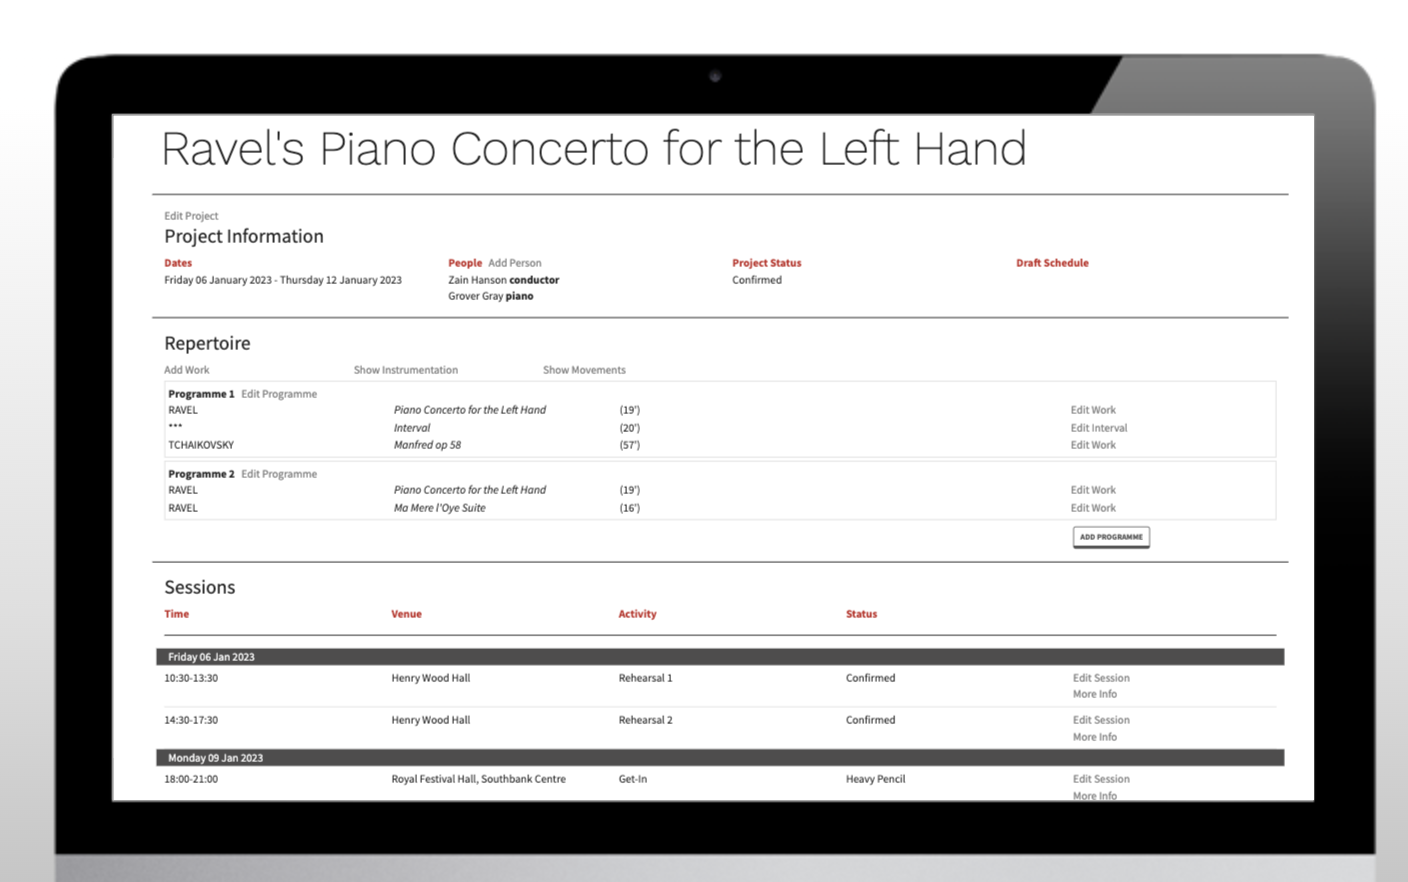 Ravel's Piano Concerto for the Left Hand
Edit Project
Project Information
Dates People Add Person Project Status Draft Schedule
Friday 06 January 2023 - Thursday 12 January 2023 Zain Hanson conductor Confirmed
Grover Gray piano
Repertoire
Add Work Show Instrumentation Show Movements
Programme 1 Edit Programme
RAVEL Piano Concerto for the Left Hand (19') Edit Work
*** Interval (20') Edit Interval
TCHAIKOVSKY Manfred op 58 (57') Edit Work
Programme 2 Edit Programme
RAVEL Piano Concerto for the Left Hand (19') Edit Work
RAVEL Ma Mere l'Oye Suite (16') Edit Work
ADD PROGRAMME
Sessions
Time Venue Activity Status
Friday 06 Jan 2023
10:30-13:30 Henry Wood Hall Rehearsal 1 Confirmed Edit Session
More Info
14:30-17:30 Henry Wood Hall Rehearsal 2 Confirmed Edit Session
More Info
Monday 09 Jan 2023
18:00-21:00 Royal Festival Hall, Southbank Centre Get-In Heavy Pencil Edit Session
More Info